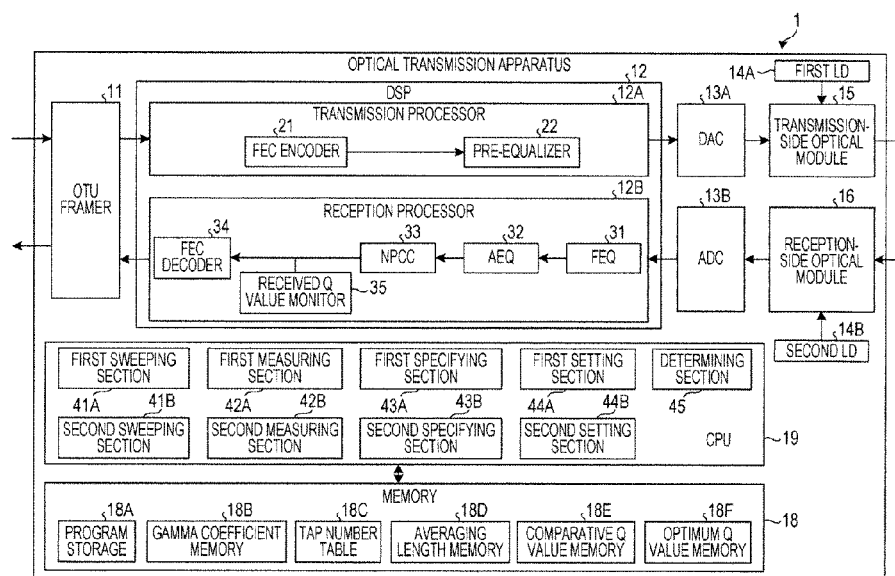 1
OPTICAL TRANSMISSION APPARATUS
14A
FIRST LD
11
12
DSP
12A
13A
15
TRANSMISSION PROCESSOR
21
22
FEC ENCODER
PRE-EQUALIZER
DAC
TRANSMISSION-
SIDE OPTICAL
MODULE
OTU
FRAMER
12B
13B
16
RECEPTION PROCESSOR
34
33
32
31
FEC
DECODER
NPCC
AEQ
FEQ
ADC
RECEPTION-
SIDE OPTICAL
MODULE
RECEIVED Q
VALUE MONITOR
35
14B
SECOND LD
FIRST SWEEPING
SECTION
FIRST MEASURING
SECTION
FIRST SPECIFYING
SECTION
FIRST SETTING
SECTION
DETERMINING
SECTION
41A
41B
42A
42B
43A
43B
44A
44B
45
SECOND SWEEPING
SECTION
SECOND MEASURING
SECTION
SECOND SPECIFYING
SECTION
SECOND SETTING
SECTION
CPU
19
MEMORY
18A
18B
18C
18D
18E
18F
PROGRAM
STORAGE
GAMMA COEFFICIENT
MEMORY
TAP NUMBER
TABLE
AVERAGING
LENGTH MEMORY
COMPARATIVE Q
VALUE MEMORY
OPTIMUM Q
VALUE MEMORY
18